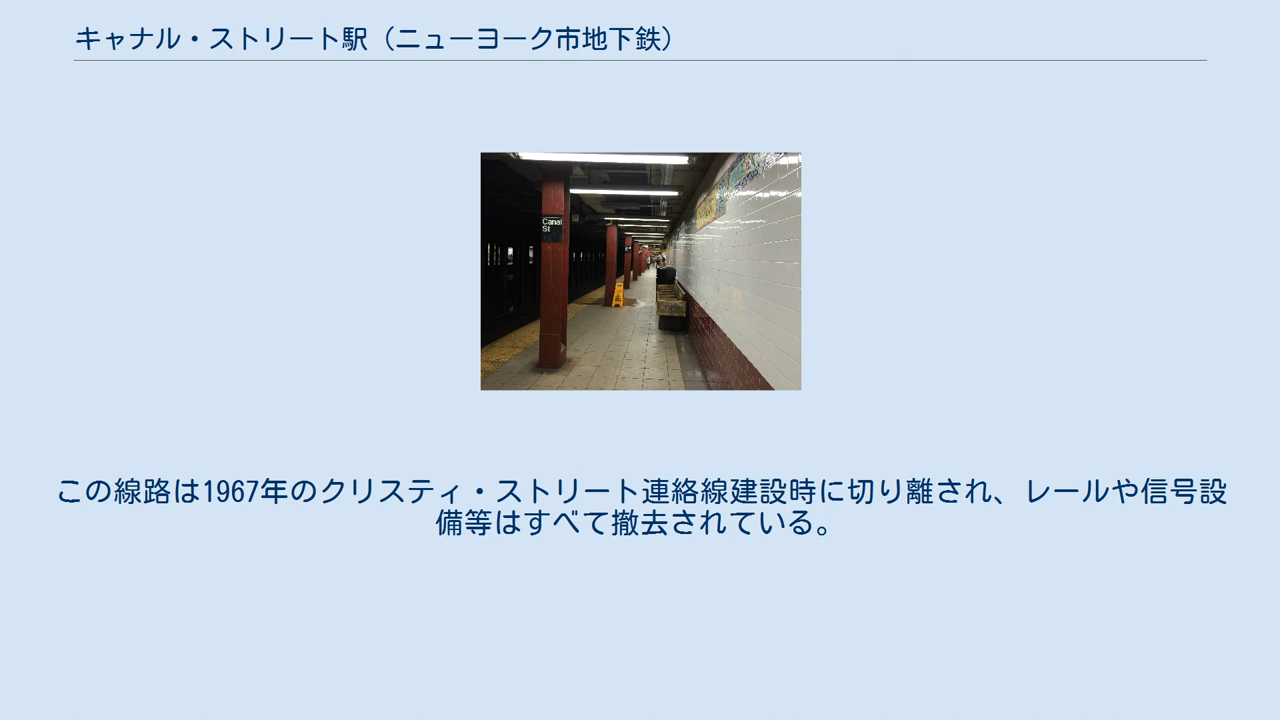 キャナル・ストリート駅（ニューヨーク市地下鉄）
Canal
St
この線路は1967年のクリスティ・ストリート連絡線建設時に切り離され、レールや信号設
備等はすべて撤去されている。